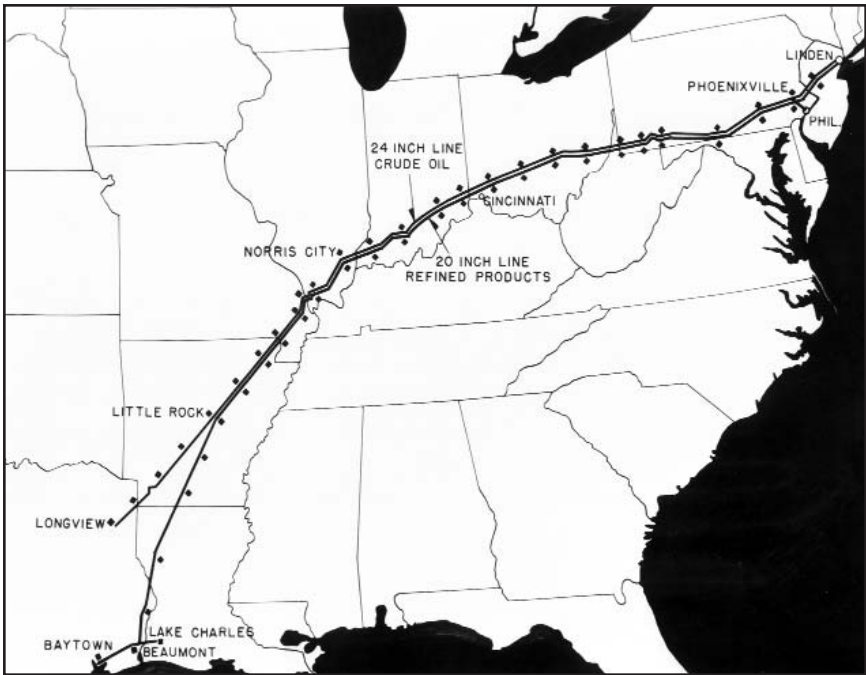 LINDEN
PHOENIXVILLE
PHIL.
24 INCH LINE
CRUDE OIL
CINCINNATI
NORRIS CITY
20 INCH LINE
REFINED PRODUCTS
LITTLE ROCK
LONGVIEW
LAKE CHARLES
BAYTOWN
BEAUMONT